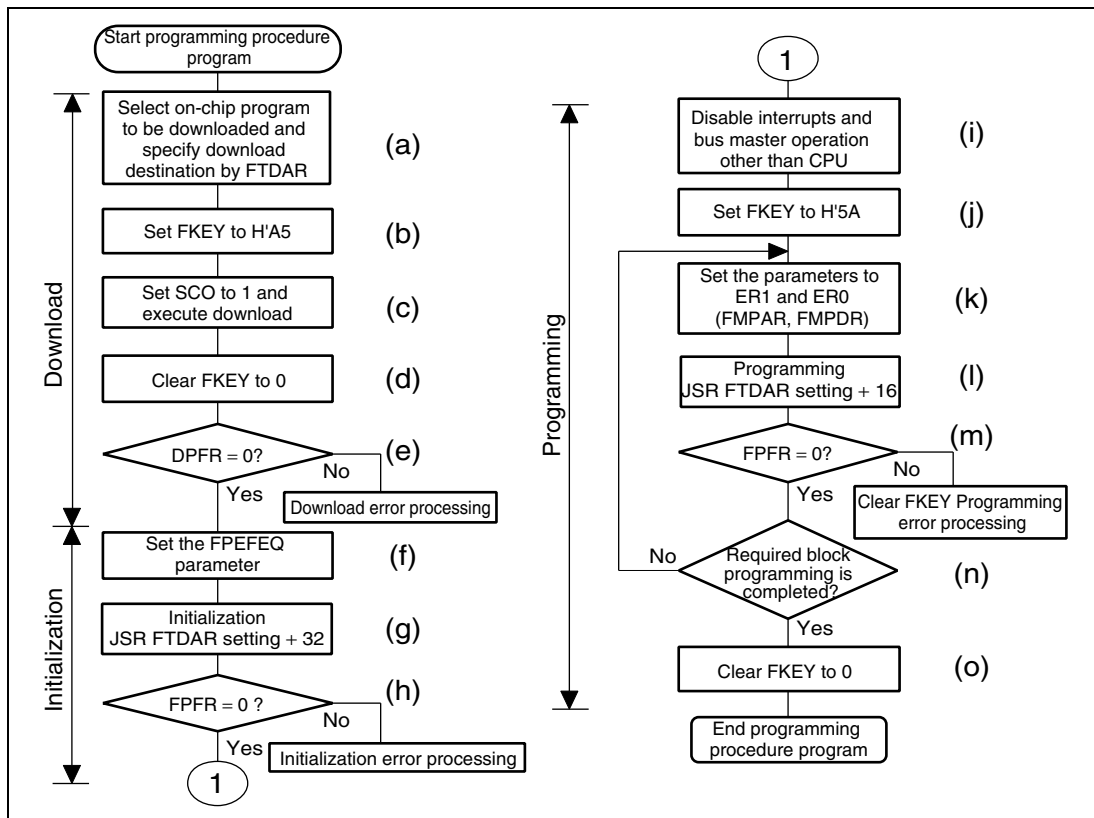 Start programming procedure
program
Select on-chip program
to be downloaded and
specify download
destination by FTDAR
(a)
Set FKEY to H'A5
(b)
Set SCO to 1 and
execute download
(c)
Clear FKEY to 0
(d)
DPFR = 0?
(e)
No
Yes
Download error processing
Download
Set the FPEFEQ
parameter
(f)
Initialization
JSR FTDAR setting + 32
(g)
FPFR = 0 ?
(h)
No
Yes
Initialization error processing
Initialization
1
1
Disable interrupts and
bus master operation
other than CPU
(i)
Set FKEY to H'5A
(j)
Set the parameters to
ER1 and ER0
(FMPAR, FMPDR)
(k)
Programming
JSR FTDAR setting + 16
(l)
FPFR = 0?
(m)
No
Yes
Clear FKEY Programming
error processing
Required block
programming is
completed?
(n)
No
Yes
Clear FKEY to 0
(o)
End programming
procedure program
Programming